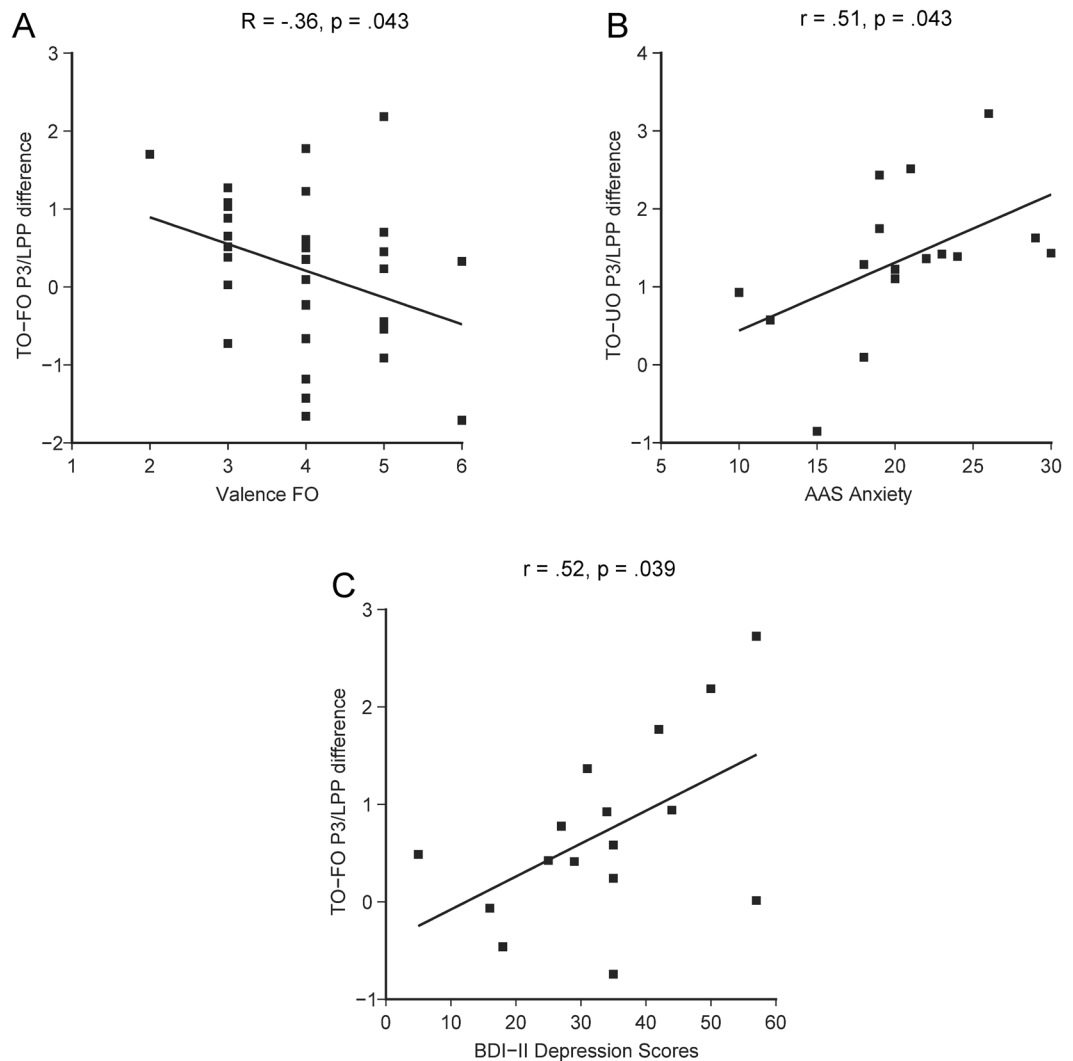 A
R = -.36, p = .043
3
2
1
0
−1
−2
TO−FO P3/LPP difference
1 2 3 4 5 6
Valence FO
B
r = .51, p = .043
4
3
2
1
0
−1
TO−UO P3/LPP difference
5 10 15 20 25 30
AAS Anxiety
C
r = .52, p = .039
3
2
1
0
−1
TO−FO P3/LPP difference
0 10 20 30 40 50 60
BDI−II Depression Scores